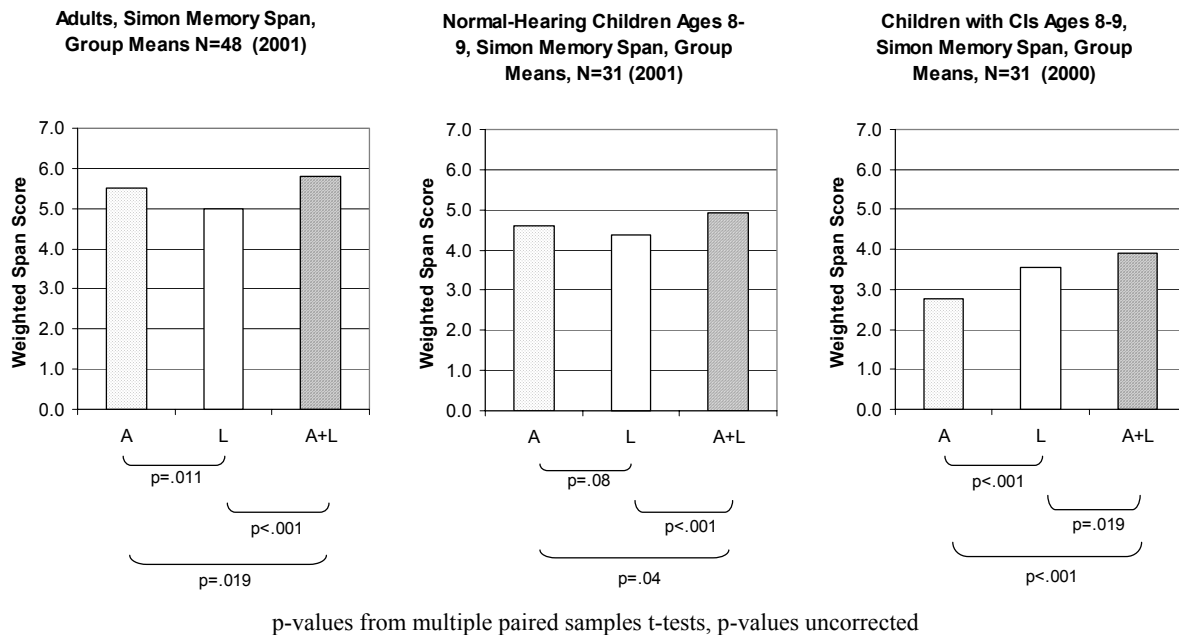 Adults, Simon Memory Span,
Group Means N=48 (2001)
7.0
6.0
5.0
4.0
3.0
2.0
1.0
0.0
Weighted Span Score
A L A+L
p=.011
p<.001
p=.019
Normal-Hearing Children Ages 8-
9, Simon Memory Span, Group
Means, N=31 (2001)
7.0
6.0
5.0
4.0
3.0
2.0
1.0
0.0
Weighted Span Score
A L A+L
p=.08
p<.001
p=.04
Children with CIs Ages 8-9,
Simon Memory Span, Group
Means, N=31 (2000)
7.0
6.0
5.0
4.0
3.0
2.0
1.0
0.0
Weighted Span Score
A L A+L
p<.001
p=.019
p<.001
p-values from multiple paired samples t-tests, p-values uncorrected